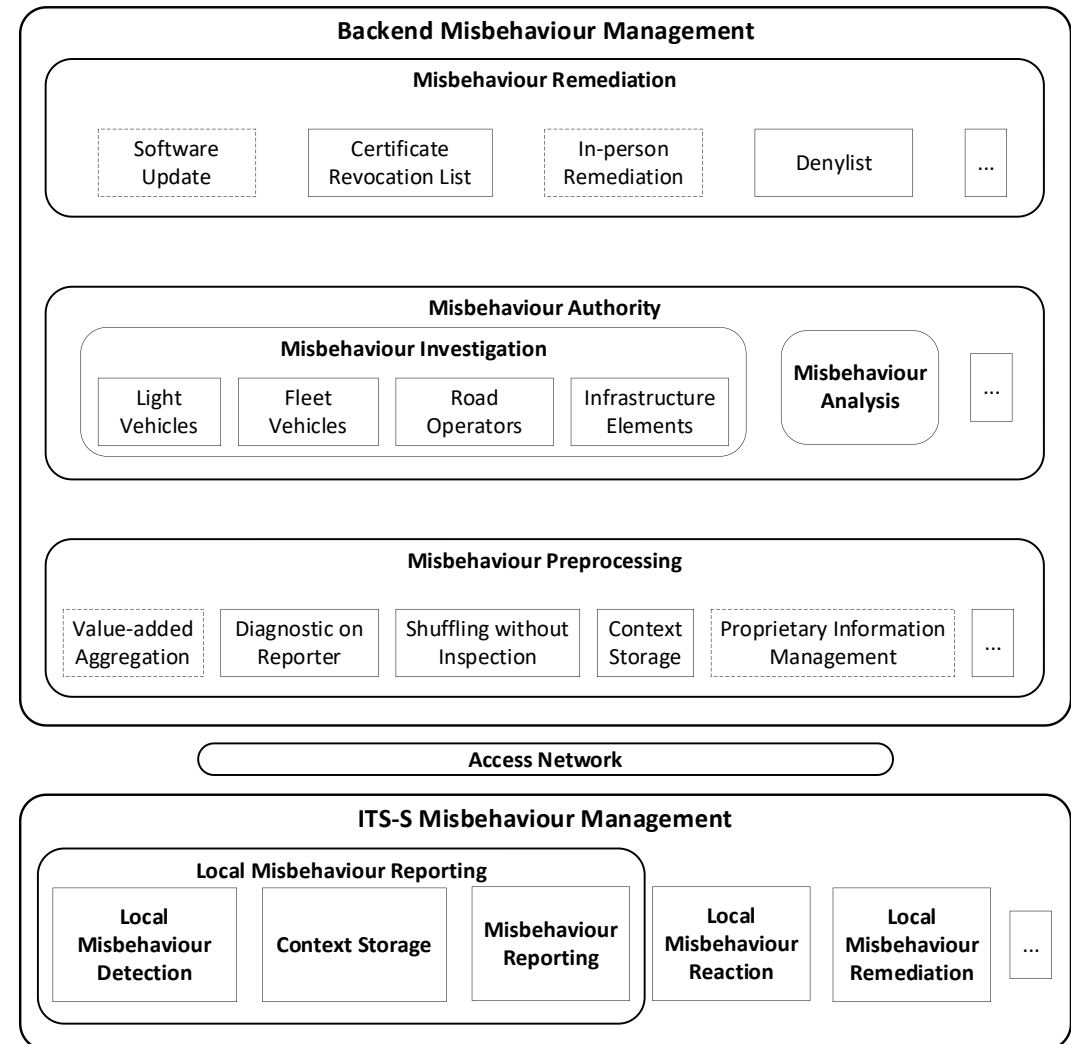 Backend Misbehaviour Management
Misbehaviour Remediation
Software
Update
Certificate
Revocation List
In-person
Remediation
Denylist
...
Misbehaviour Authority
Misbehaviour Investigation
Light
Vehicles
Fleet
Vehicles
Road
Operators
Infrastructure
Elements
Misbehaviour
Analysis
...
Misbehaviour Preprocessing
Value-added
Aggregation
Diagnostic on
Reporter
Shuffling without
Inspection
Context
Storage
Proprietary Information
Management
...
Access Network
ITS-S Misbehaviour Management
Local Misbehaviour Reporting
Local
Misbehaviour
Detection
Context Storage
Misbehaviour
Reporting
Local
Misbehaviour
Reaction
Local
Misbehaviour
Remediation
...